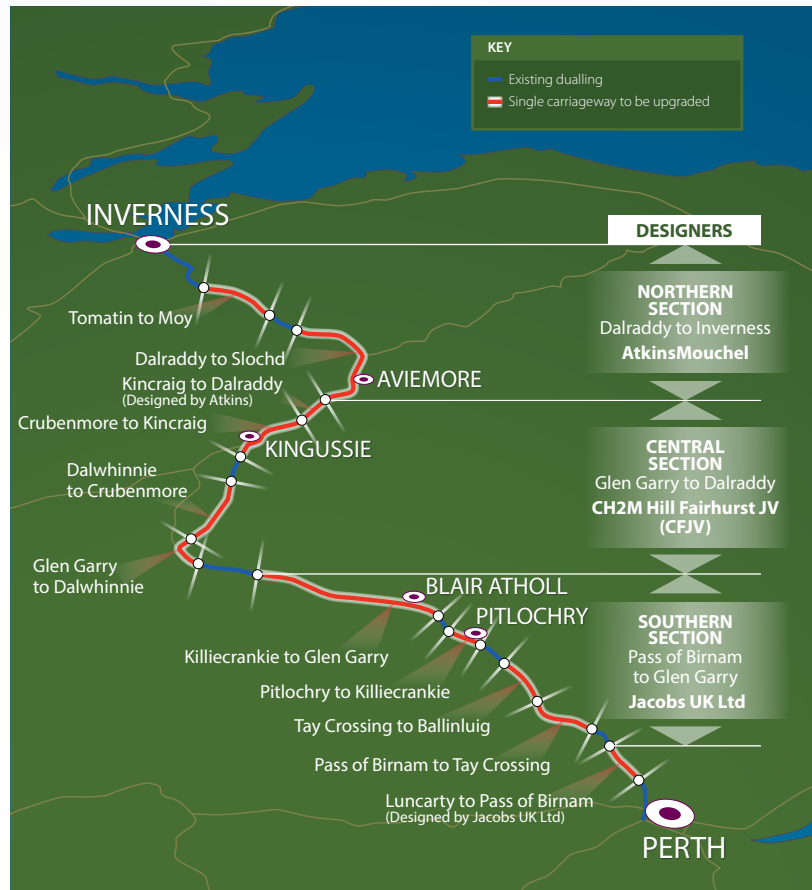 KEY
Existing dualling
Single carriageway to be upgraded
INVERNESS
DESIGNERS
NORTHERN
SECTION
Dalraddy to Inverness
AtkinsMouchel
Tomatin to Moy
Dalraddy to Slochd
Kincraig to Dalraddy
(Designed by Atkins)
AVIEMORE
Crubenmore to Kincraig
KINGUSSIE
CENTRAL
SECTION
Glen Garry to Dalraddy
CH2M Hill Fairhurst JV
(CFJV)
Dalwhinnie
to Crubenmore
Glen Garry
to Dalwhinnie
BLAIR ATHOLL
PITLOCHRY
SOUTHERN
SECTION
Pass of Birnam
to Glen Garry
Jacobs UK Ltd
Killiecrankie to Glen Garry
Pitlochry to Killiecrankie
Tay Crossing to Ballinluig
Pass of Birnam to Tay Crossing
Luncarty to Pass of Birnam
(Designed by Jacobs UK Ltd)
PERTH